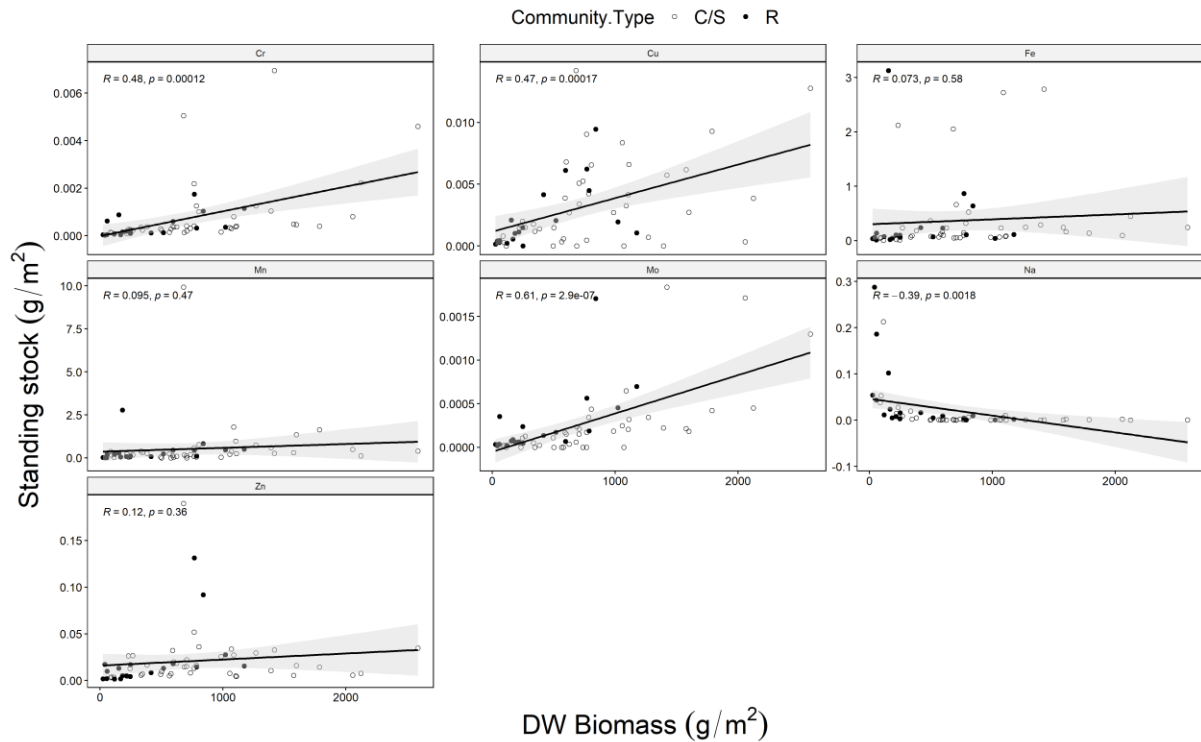 Community.Type ○ C/S ● R
Cr
Cu
Fe
R = 0.48, p = 0.00012
R = 0.47, p = 0.00017
R = 0.073, p = 0.58
0.006
0.004
0.002
0.000
0.010
0.005
0.000
3
2
1
0
Mn
Mo
Na
R = 0.095, p = 0.47
R = 0.61, p = 2.9e-07
R = −0.39, p = 0.0018
10.0
7.5
5.0
2.5
0.0
0.0015
0.0010
0.0005
0.0000
0.3
0.2
0.1
0.0
-0.1
0 1000 2000
0 1000 2000
Zn
R = 0.12, p = 0.36
0.15
0.10
0.05
0.00
0 1000 2000
Standing stock (g/m²)
DW Biomass (g/m²)